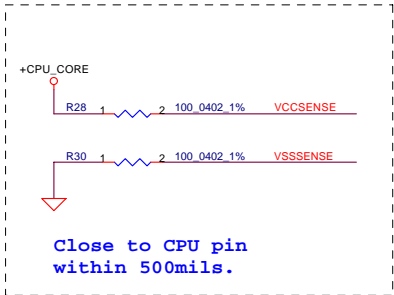 +CPU_CORE
R28 1 2 100_0402_1% VCCSENSE
R30 1 2 100_0402_1% VSSSENSE
Close to CPU pin
within 500mils.